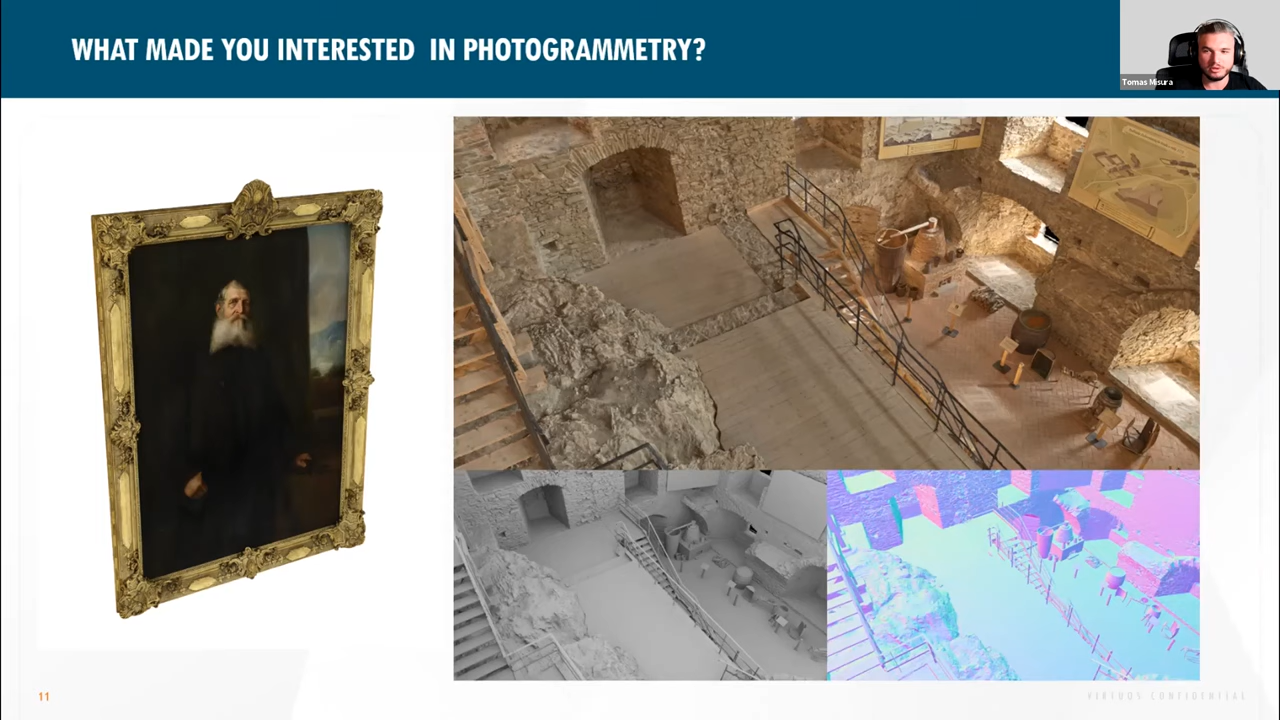 WHAT MADE YOU INTERESTED IN PHOTOGRAMMETRY?
Tomas Misura
11
VIRTUOS CONFIDENTIAL